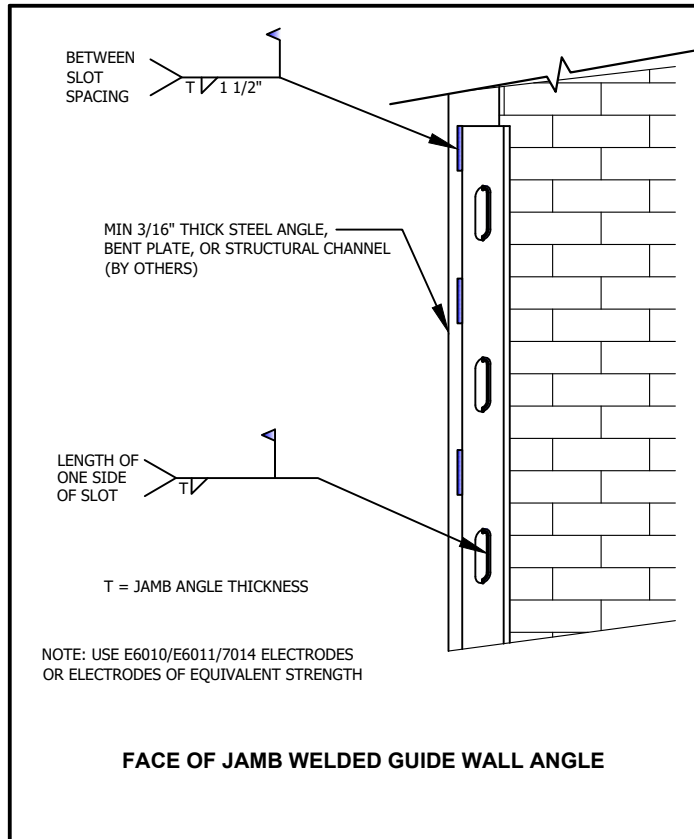 BETWEEN
SLOT
SPACING
T 1 1/2"
MIN 3/16" THICK STEEL ANGLE,
BENT PLATE, OR STRUCTURAL CHANNEL
(BY OTHERS)
LENGTH OF
ONE SIDE
OF SLOT
T
T = JAMB ANGLE THICKNESS
NOTE: USE E6010/E6011/7014 ELECTRODES
OR ELECTRODES OF EQUIVALENT STRENGTH
FACE OF JAMB WELDED GUIDE WALL ANGLE